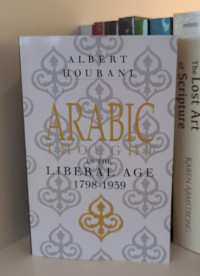 ALBERT
HOURANI
ARABIC
THOUGHT
IN THE
LIBERAL AGE
1798-1939
The Lost Art
of Scripture
KAREN ARMSTRONG